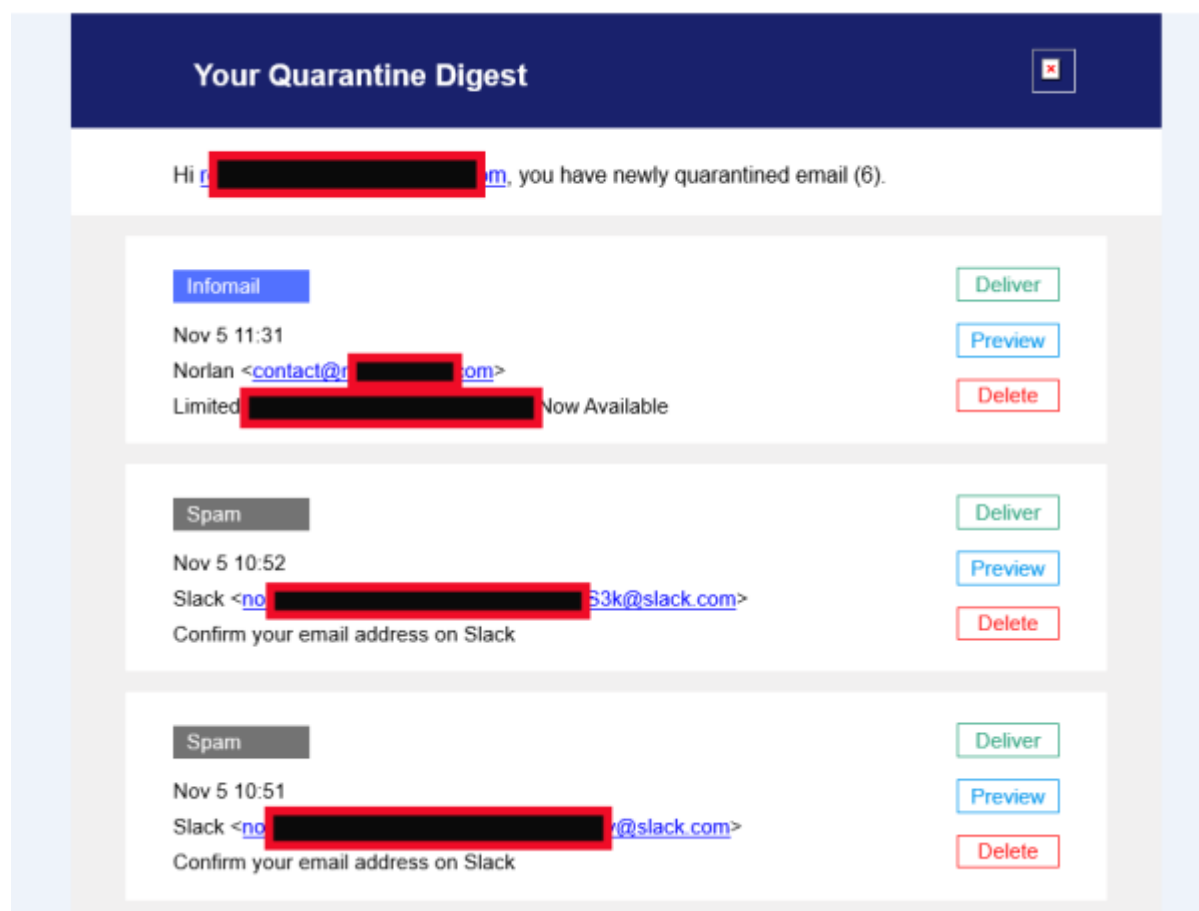 Your Quarantine Digest
Hi r m, you have newly quarantined email (6).
Infomail
Deliver
Nov 5 11:31
Preview
Norlan <contact@r com>
Limited Now Available
Delete
Spam
Deliver
Nov 5 10:52
Preview
Slack <no S3k@slack.com>
Delete
Confirm your email address on Slack
Spam
Deliver
Nov 5 10:51
Preview
Slack <no @slack.com>
Delete
Confirm your email address on Slack